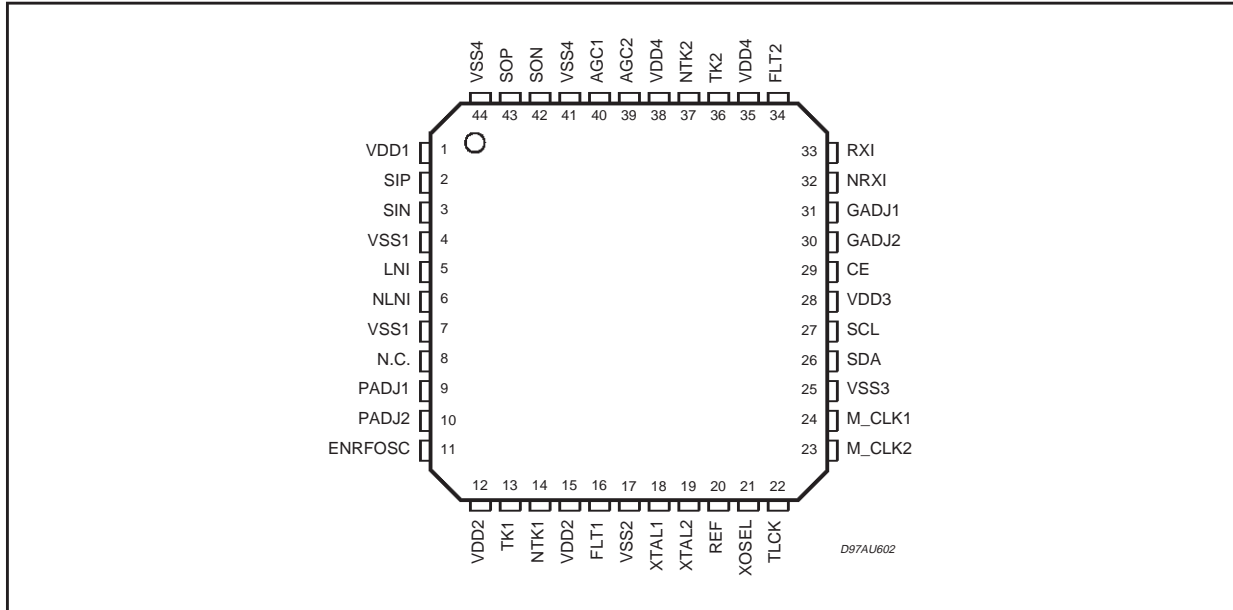 VSS4 SOP SON VSS4 AGC1 AGC2 VDD4 NTK2 TK2 VDD4 FLT2
44 43 42 41 40 39 38 37 36 35 34
VDD1 1 33 RXI
SIP 2 32 NRXI
SIN 3 31 GADJ1
VSS1 4 30 GADJ2
LNI 5 29 CE
NLNI 6 28 VDD3
VSS1 7 27 SCL
N.C. 8 26 SDA
PADJ1 9 25 VSS3
PADJ2 10 24 M_CLK1
ENRFOSC 11 23 M_CLK2
12 13 14 15 16 17 18 19 20 21 22
VDD2 TK1 NTK1 VDD2 FLT1 VSS2 XTAL1 XTAL2 REF XOSEL TLCK
D97AU602